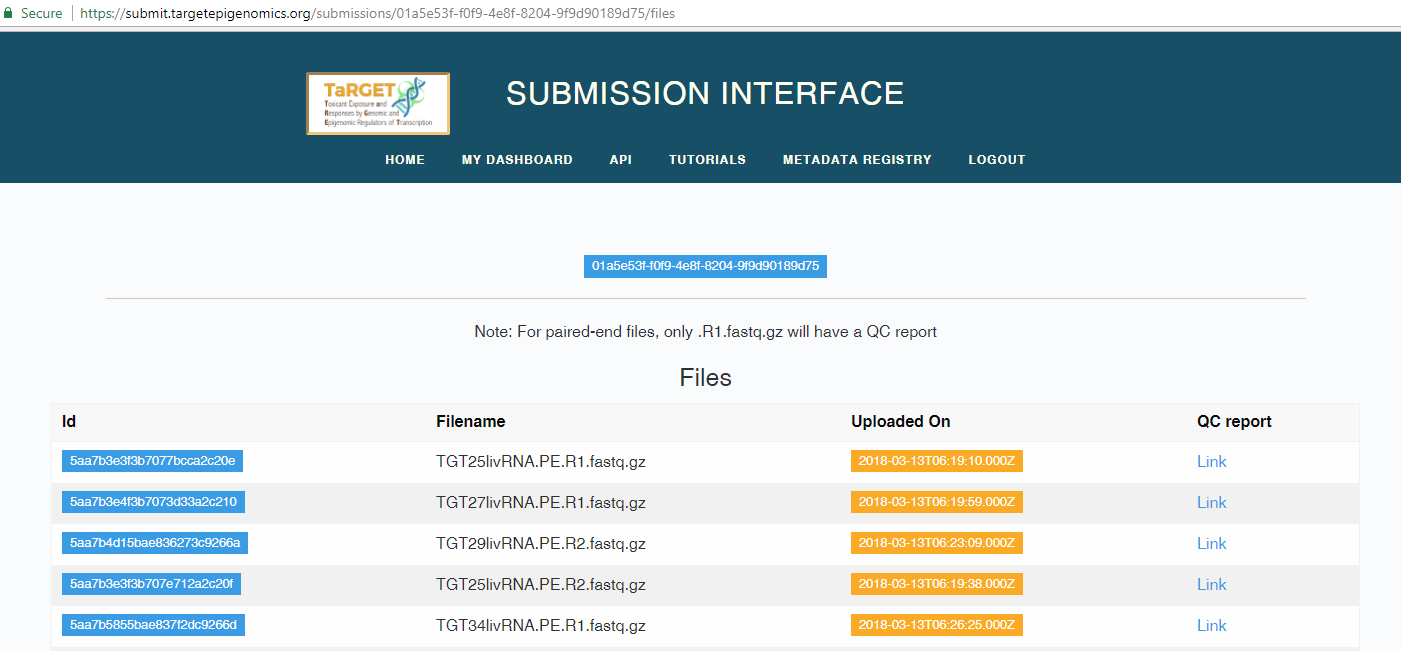 Secure https://submit.targetepigenomics.org/submissions/01a5e53f-f0f9-4e8f-8204-9f9d90189d75/files
TaRGET
Toxicant Exposure and
Responses by Genomic and
Epigenomic Regulators of Transcription
SUBMISSION INTERFACE
HOME MY DASHBOARD API TUTORIALS METADATA REGISTRY LOGOUT
01a5e53f-f0f9-4e8f-8204-9f9d90189d75
Note: For paired-end files, only .R1.fastq.gz will have a QC report
Files
Id Filename Uploaded On QC report
5aa7b3e3f3b7077bcca2c20e TGT25livRNA.PE.R1.fastq.gz 2018-03-13T06:19:10.000Z Link
5aa7b3e4f3b7073d33a2c210 TGT27livRNA.PE.R1.fastq.gz 2018-03-13T06:19:59.000Z Link
5aa7b4d15bae836273c9266a TGT29livRNA.PE.R2.fastq.gz 2018-03-13T06:23:09.000Z Link
5aa7b3e3f3b707e712a2c20f TGT25livRNA.PE.R2.fastq.gz 2018-03-13T06:19:38.000Z Link
5aa7b5855bae837f2dc9266d TGT34livRNA.PE.R1.fastq.gz 2018-03-13T06:26:25.000Z Link